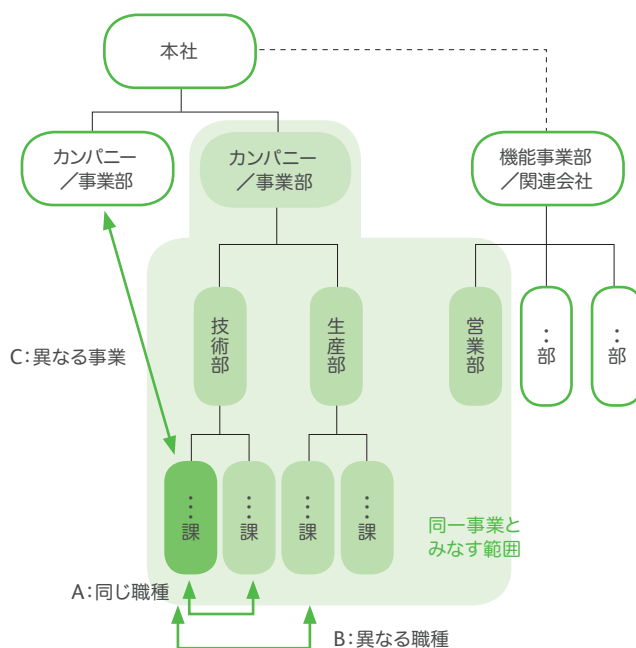 本社
カンパニー
／事業部
カンパニー
／事業部
機能事業部
／関連会社
技術部
生産部
営業部
…部
…部
C：異なる事業
…課
…課
…課
…課
同一事業と
みなす範囲
A：同じ職種
B：異なる職種